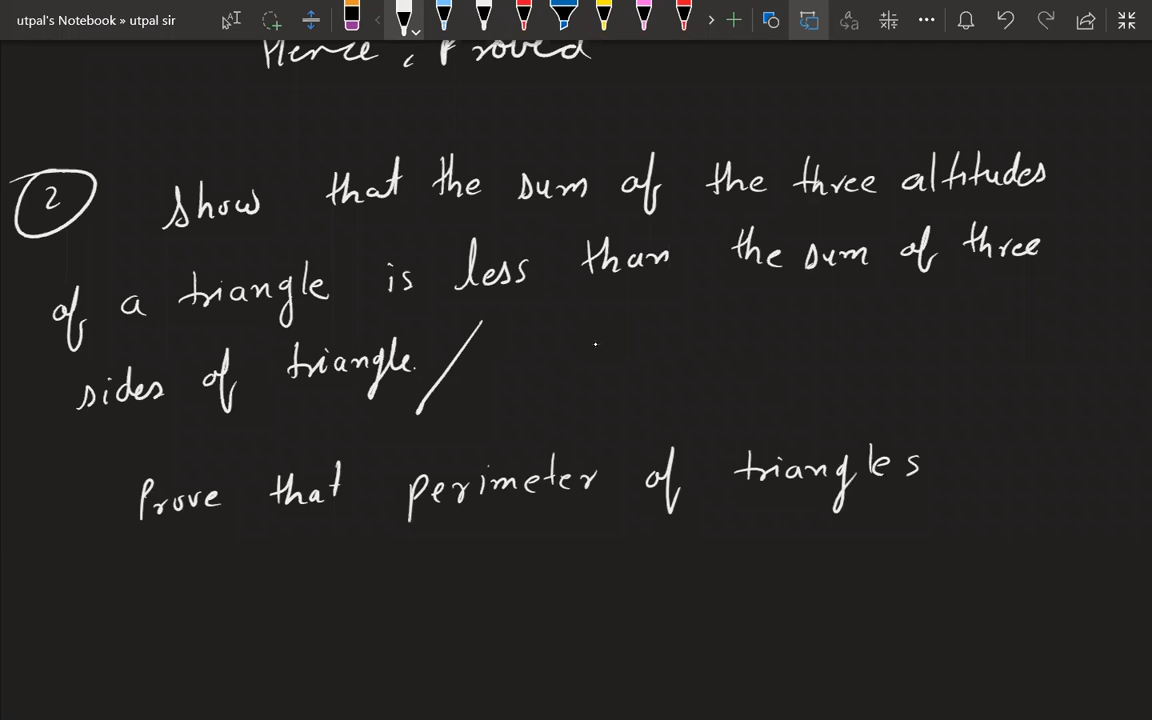 utpal's Notebook » utpal sir
Hence, Proved
2 show that the sum of the three altitudes
of a triangle is less than the sum of three
sides of triangle. /
Prove that perimeter of triangles